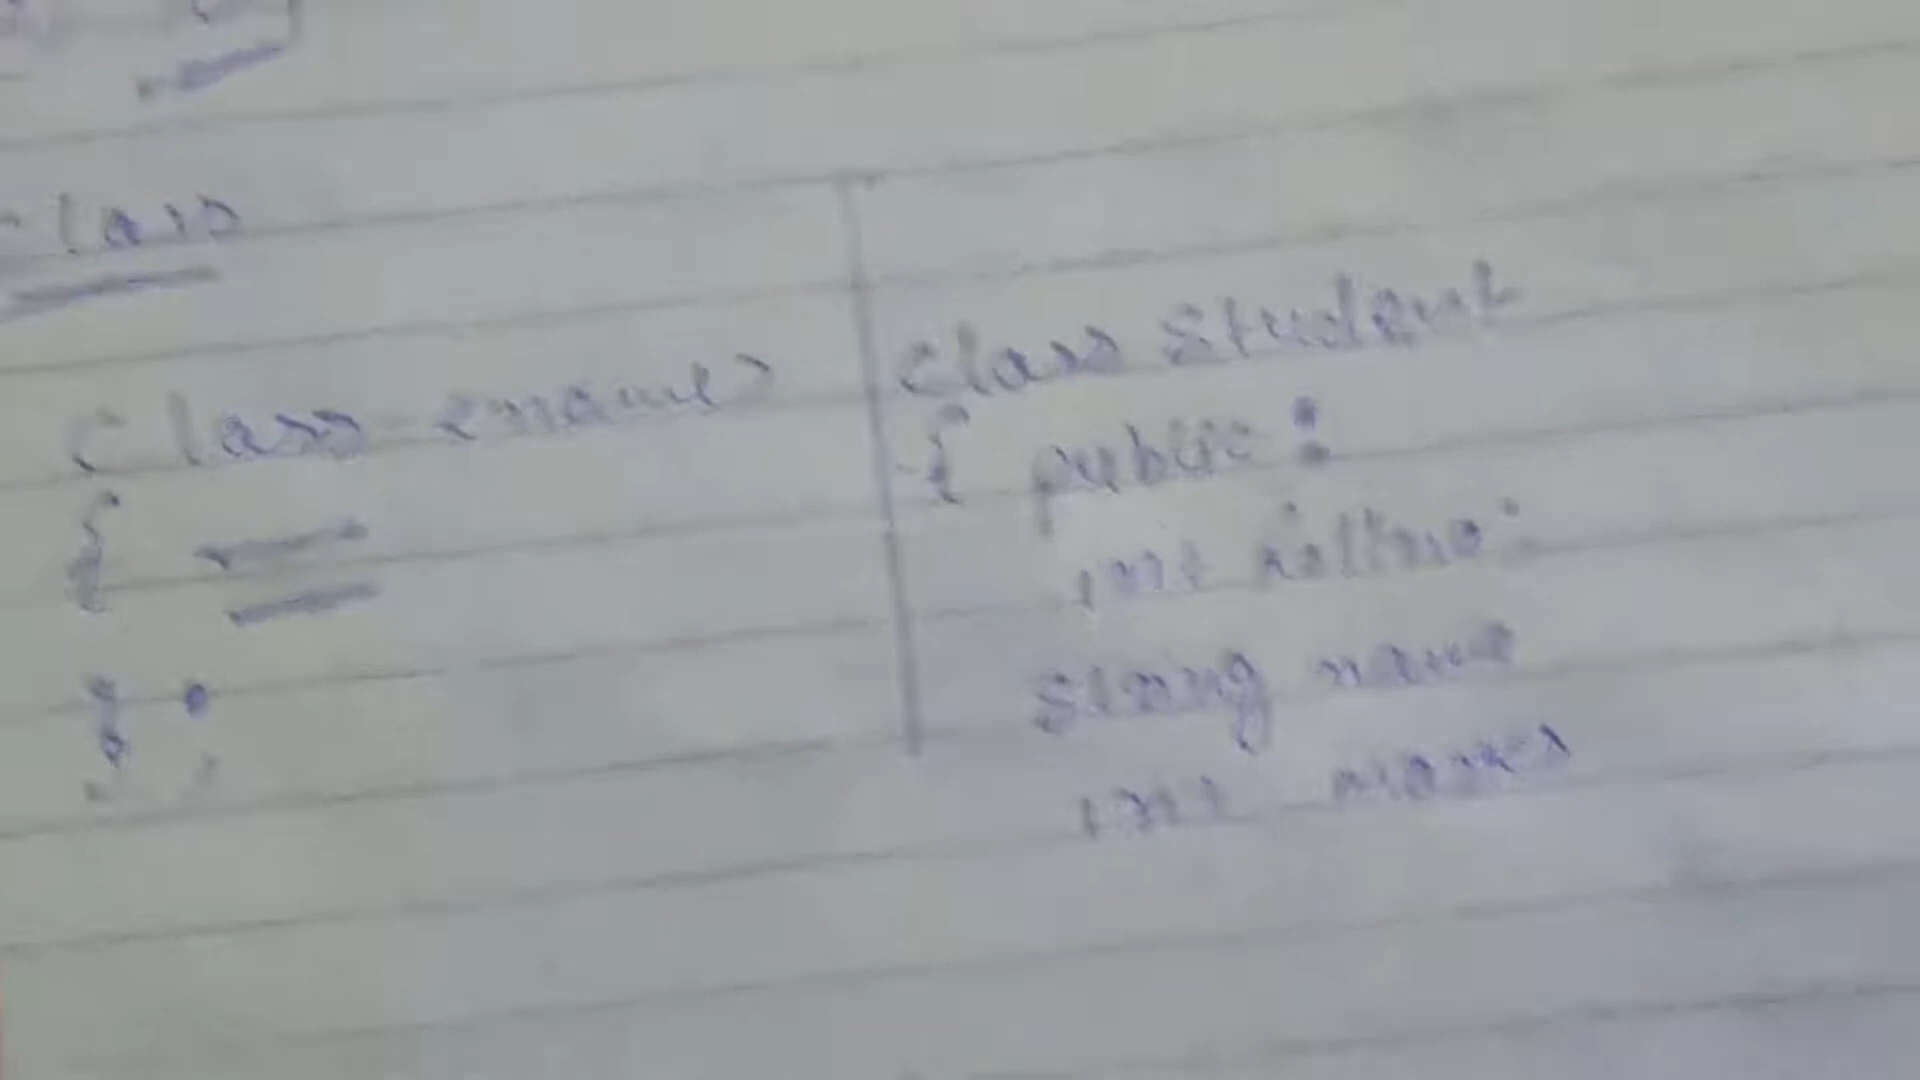 class
class <name>
{
};
class student
{ public:
int rollno;
string name
int marks